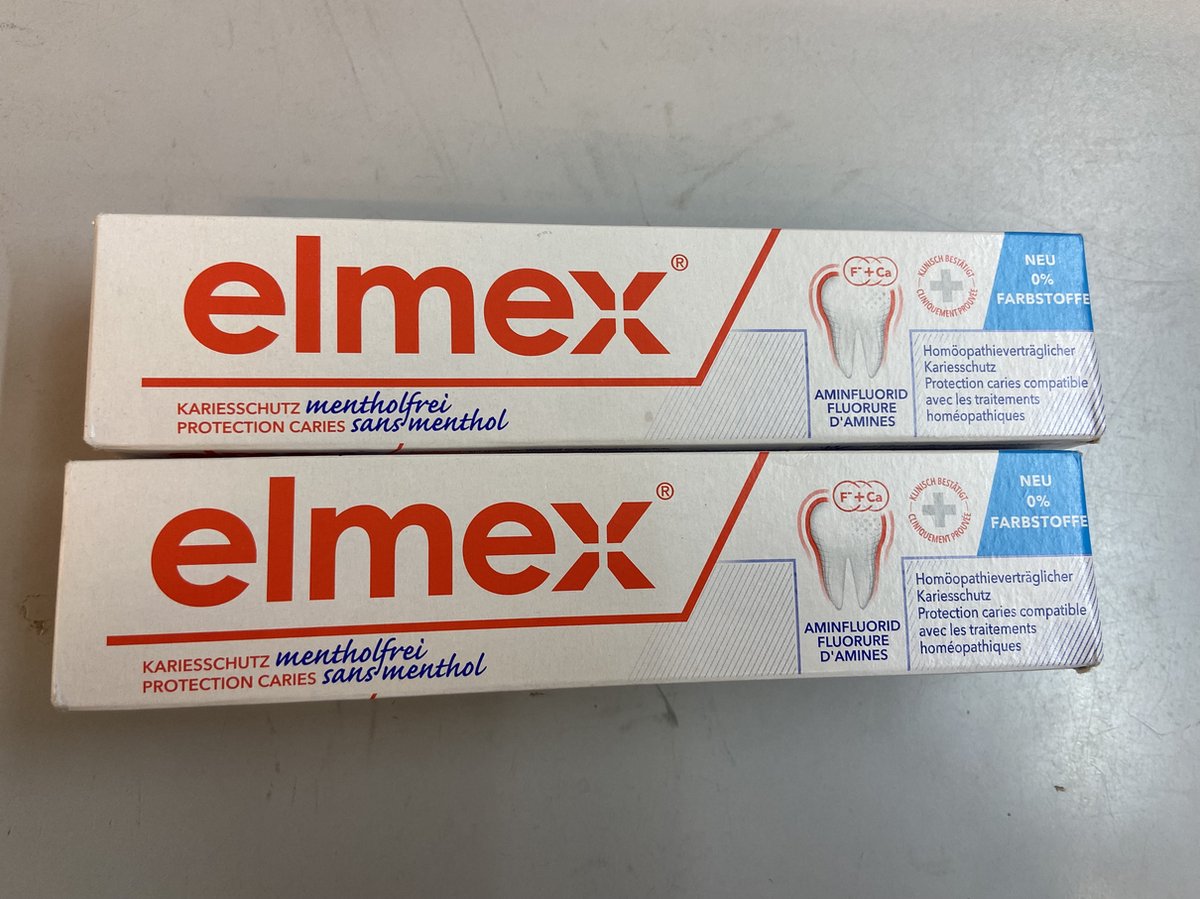 elmex®
KARIESSCHUTZ mentholfrei
PROTECTION CARIES sans menthol
F⁻+Ca
AMINFLUORID
FLUORURE
D'AMINES
KLINISCH BESTÄTIGT
CLINIQUEMENT PROUVÉE
NEU
0%
FARBSTOFFE
Homöopathieverträglicher
Kariesschutz
Protection caries compatible
avec les traitements
homéopathiques
elmex®
KARIESSCHUTZ mentholfrei
PROTECTION CARIES sans menthol
F⁻+Ca
AMINFLUORID
FLUORURE
D'AMINES
KLINISCH BESTÄTIGT
CLINIQUEMENT PROUVÉE
NEU
0%
FARBSTOFFE
Homöopathieverträglicher
Kariesschutz
Protection caries compatible
avec les traitements
homéopathiques